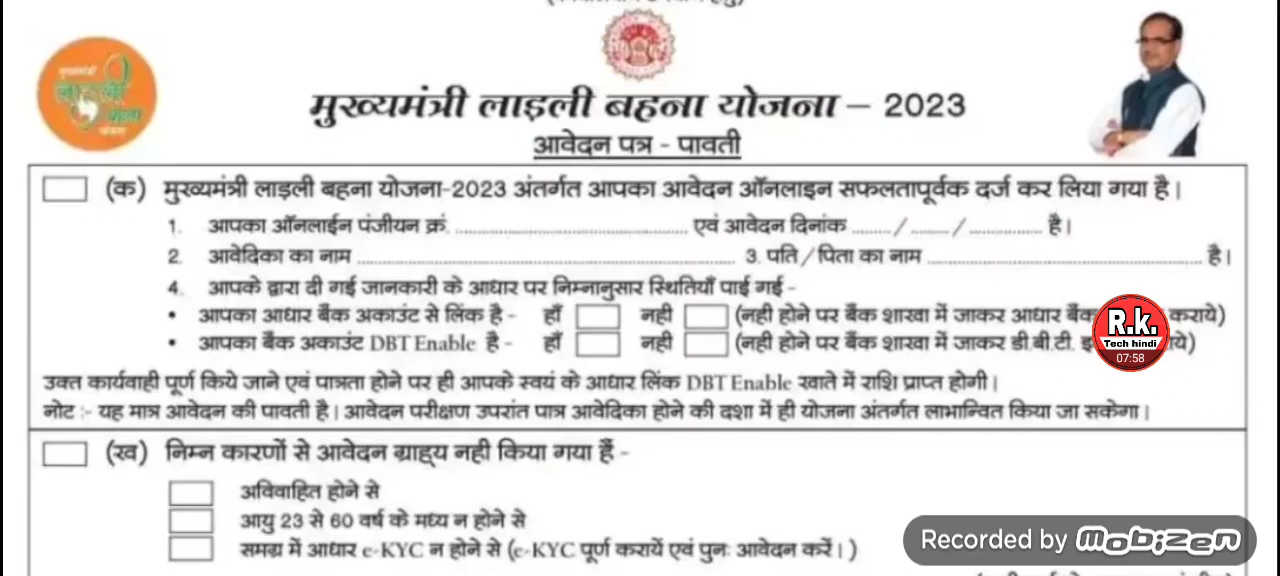 मुख्यमंत्री
लाड़ली
बहना
योजना
मुख्यमंत्री लाड़ली बहना योजना – 2023
आवेदन पत्र - पावती
(क) मुख्यमंत्री लाड़ली बहना योजना-2023 अंतर्गत आपका आवेदन ऑनलाइन सफलतापूर्वक दर्ज कर लिया गया है।
1. आपका ऑनलाईन पंजीयन क्रं. .................................. एवं आवेदन दिनांक ........ / ........ / ............... है।
2. आवेदिका का नाम .................................................. 3. पति / पिता का नाम .................................................. है।
4. आपके द्वारा दी गई जानकारी के आधार पर निम्नानुसार स्थितियाँ पाई गई -
• आपका आधार बैंक अकाउंट से लिंक है - हाँ नही (नही होने पर बैंक शाखा में जाकर आधार बैंक कराये)
• आपका बैंक अकाउंट DBT Enable है - हाँ नही (नही होने पर बैंक शाखा में जाकर डी.बी.टी.
R.k.
Tech hindi
07:58
उक्त कार्यवाही पूर्ण किये जाने एवं पात्रता होने पर ही आपके स्वयं के आधार लिंक DBT Enable खाते में राशि प्राप्त होगी।
नोट :- यह मात्र आवेदन की पावती है। आवेदन परीक्षण उपरांत पात्र आवेदिका होने की दशा में ही योजना अंतर्गत लाभान्वित किया जा सकेगा।
(ख) निम्न कारणों से आवेदन ग्राह्य नही किया गया हैं -
अविवाहित होने से
आयु 23 से 60 वर्ष के मध्य न होने से
समग्र में आधार e-KYC न होने से (e-KYC पूर्ण करायें एवं पुनः आवेदन करें। )
Recorded by Mobizen